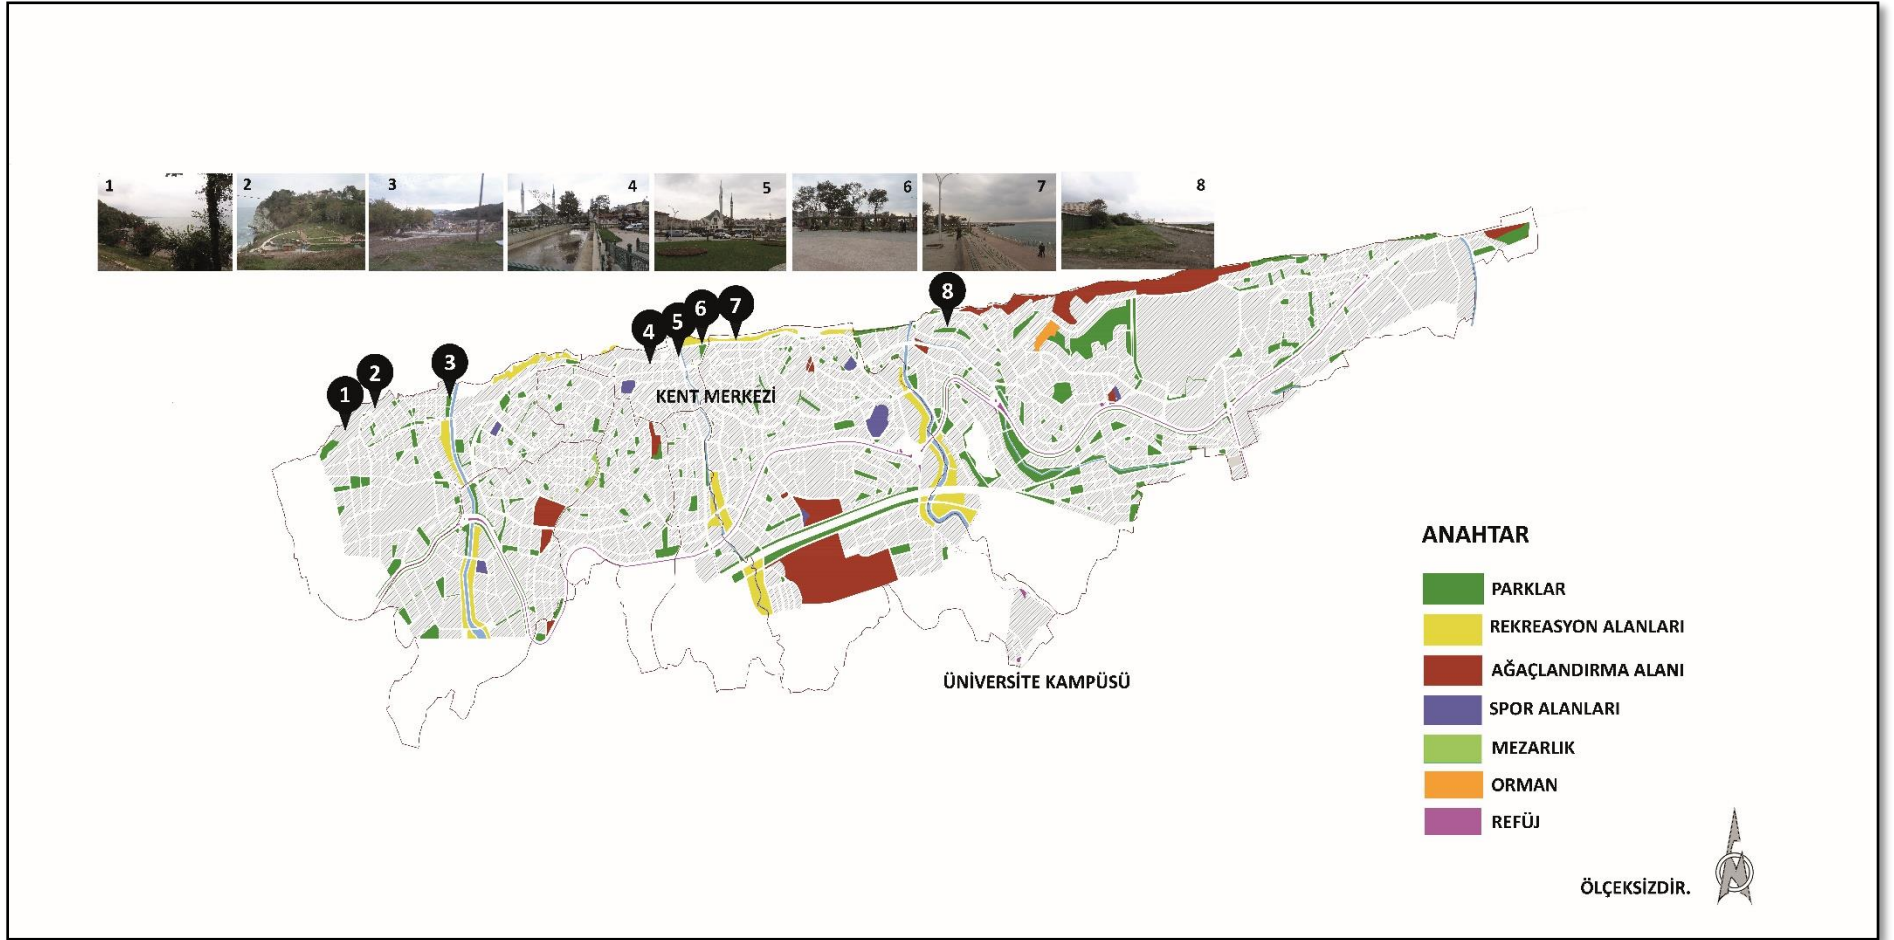 1
2
3
4
5
6
7
8
8
7
6
5
4
3
2
1
KENT MERKEZİ
ÜNİVERSİTE KAMPÜSÜ
ANAHTAR
PARKLAR
REKREASYON ALANLARI
AĞAÇLANDIRMA ALANI
SPOR ALANLARI
MEZARLIK
ORMAN
REFÜJ
ÖLÇEKSİZDİR.